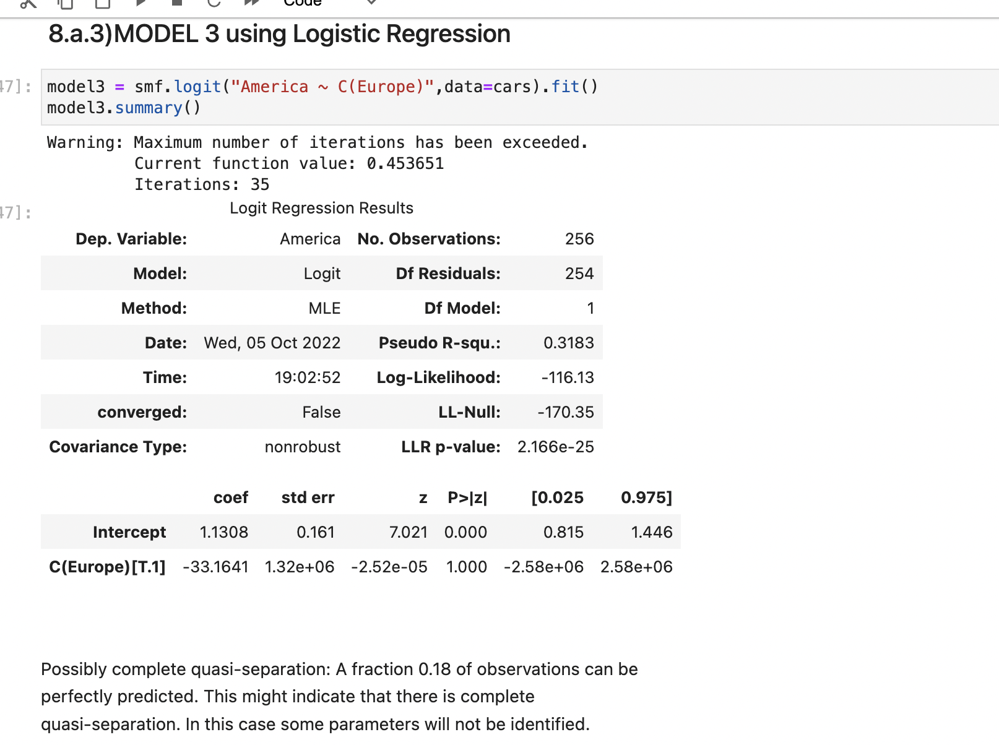 Code
8.a.3)MODEL 3 using Logistic Regression
47]: model3 = smf.logit("America ~ C(Europe)",data=cars).fit()
model3.summary()
Warning: Maximum number of iterations has been exceeded.
Current function value: 0.453651
Iterations: 35
47]:
Logit Regression Results
Dep. Variable: America No. Observations: 256
Model: Logit Df Residuals: 254
Method: MLE Df Model: 1
Date: Wed, 05 Oct 2022 Pseudo R-squ.: 0.3183
Time: 19:02:52 Log-Likelihood: -116.13
converged: False LL-Null: -170.35
Covariance Type: nonrobust LLR p-value: 2.166e-25
coef std err z P>|z| [0.025 0.975]
Intercept 1.1308 0.161 7.021 0.000 0.815 1.446
C(Europe)[T.1] -33.1641 1.32e+06 -2.52e-05 1.000 -2.58e+06 2.58e+06
Possibly complete quasi-separation: A fraction 0.18 of observations can be
perfectly predicted. This might indicate that there is complete
quasi-separation. In this case some parameters will not be identified.